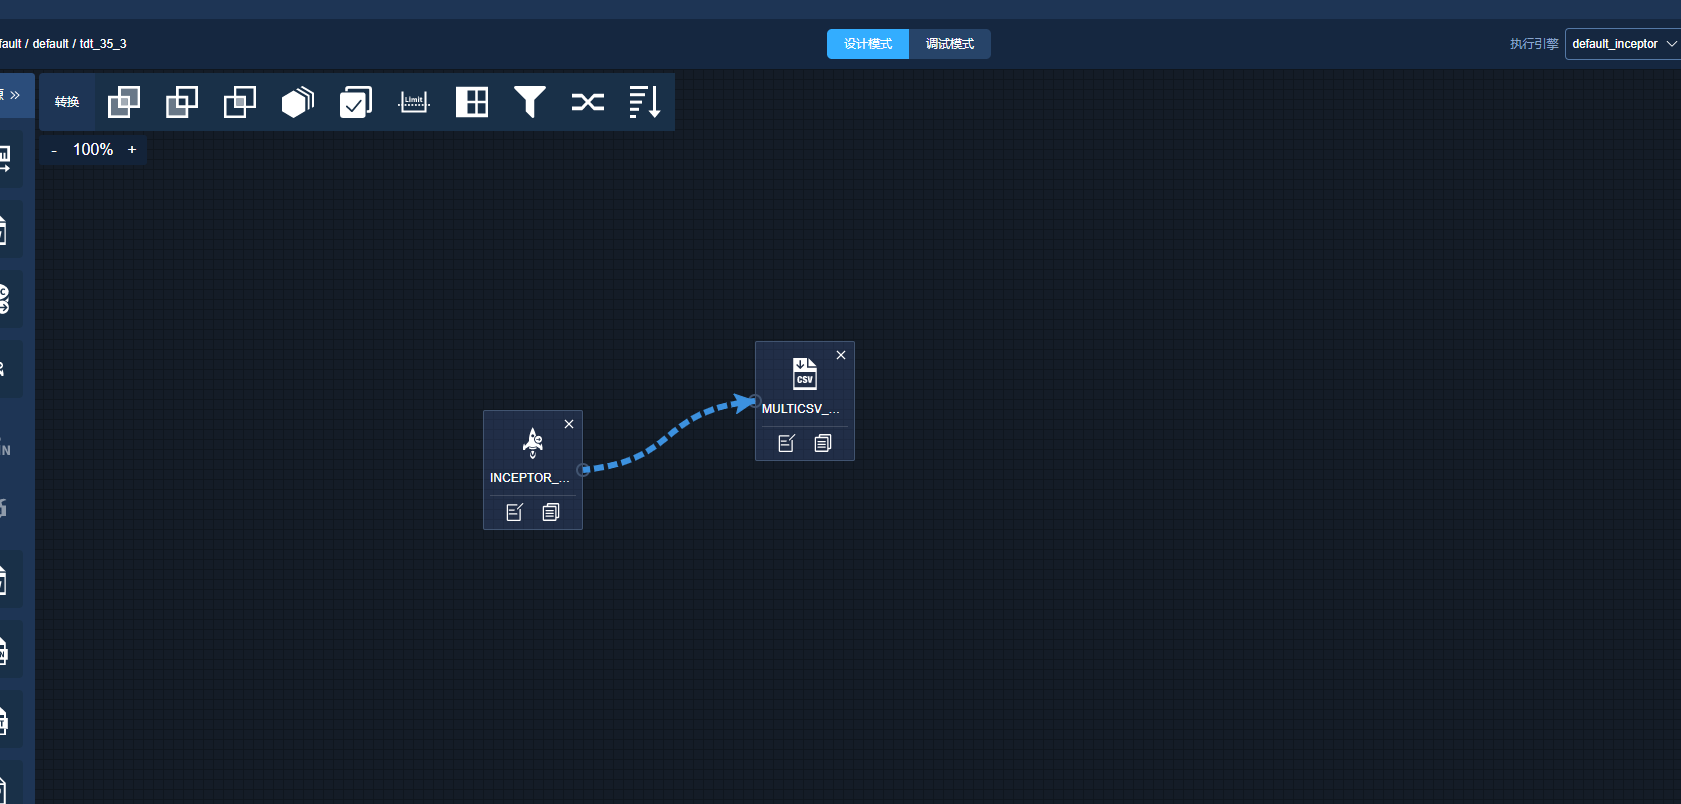 fault / default / tdt_35_3
设计模式
调试模式
执行引擎
default_inceptor
转换
Limit
- 100% +
CSV
MULTICSV_...
INCEPTOR_...